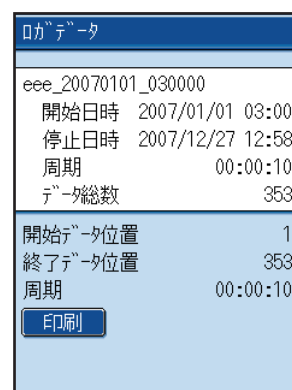 ﾛｶﾞﾃﾞｰﾀ
eee_20070101_030000
開始日時 2007/01/01 03:00
停止日時 2007/12/27 12:58
周期 00:00:10
ﾃﾞｰﾀ総数 353
開始ﾃﾞｰﾀ位置 1
終了ﾃﾞｰﾀ位置 353
周期 00:00:10
印刷